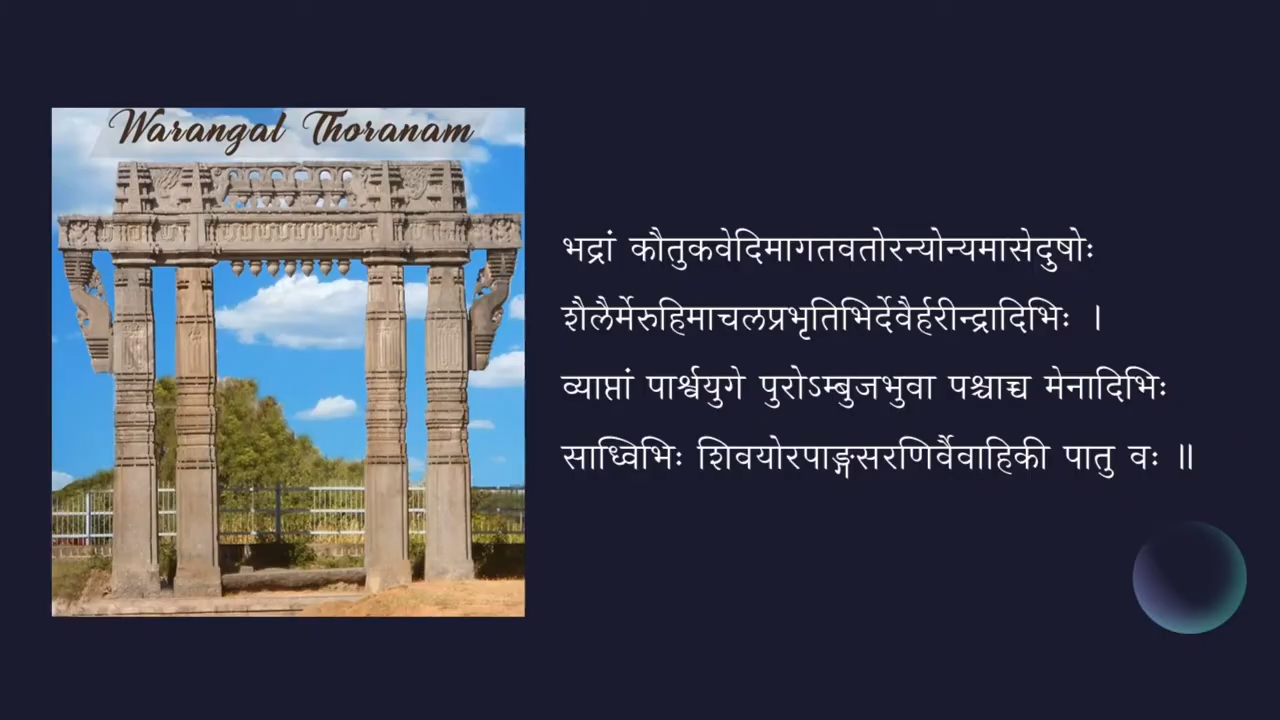 Warangal Thoranam
भद्रां कौतुकवेदिमागतवतोरन्योन्यमासेदुषोः
शैलैर्मेरुहिमाचलप्रभृतिभिर्देवैर्हरीन्द्रादिभिः ।
व्याप्तां पार्श्वयुगे पुरोऽम्बुजभुवा पश्चाच्च मेनादिभिः
साध्विभिः शिवयोरपाङ्गसरणिर्वैवाहिकी पातु वः ॥